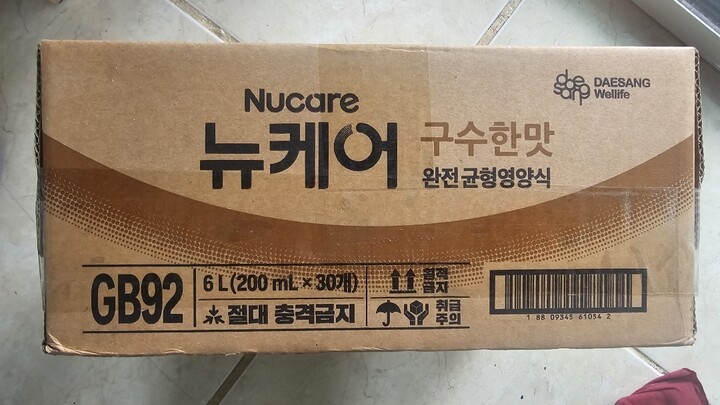 Nucare
뉴케어
구수한맛
완전 균형영양식
daesang
DAESANG
Wellife
GB92
6 L (200 mL × 30개)
절대 충격금지
금지
취급
주의
1 88 09345 61054 2